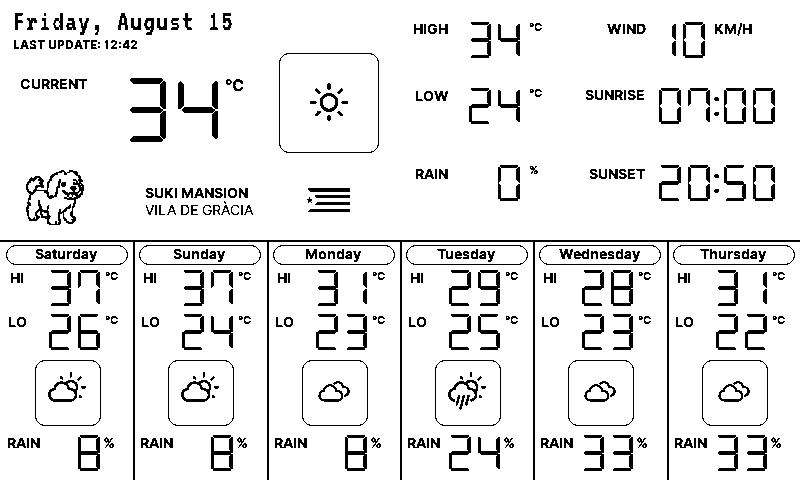 Friday, August 15
LAST UPDATE: 12:42
CURRENT 34 °C
HIGH 34 °C
WIND 10 KM/H
LOW 24 °C
SUNRISE 07:00
RAIN 0 %
SUNSET 20:50
SUKI MANSION
VILA DE GRÀCIA
Saturday
HI 37 °C
LO 26 °C
RAIN 8 %
Sunday
HI 37 °C
LO 24 °C
RAIN 8 %
Monday
HI 31 °C
LO 23 °C
RAIN 8 %
Tuesday
HI 29 °C
LO 25 °C
RAIN 24 %
Wednesday
HI 28 °C
LO 23 °C
RAIN 33 %
Thursday
HI 31 °C
LO 22 °C
RAIN 33 %